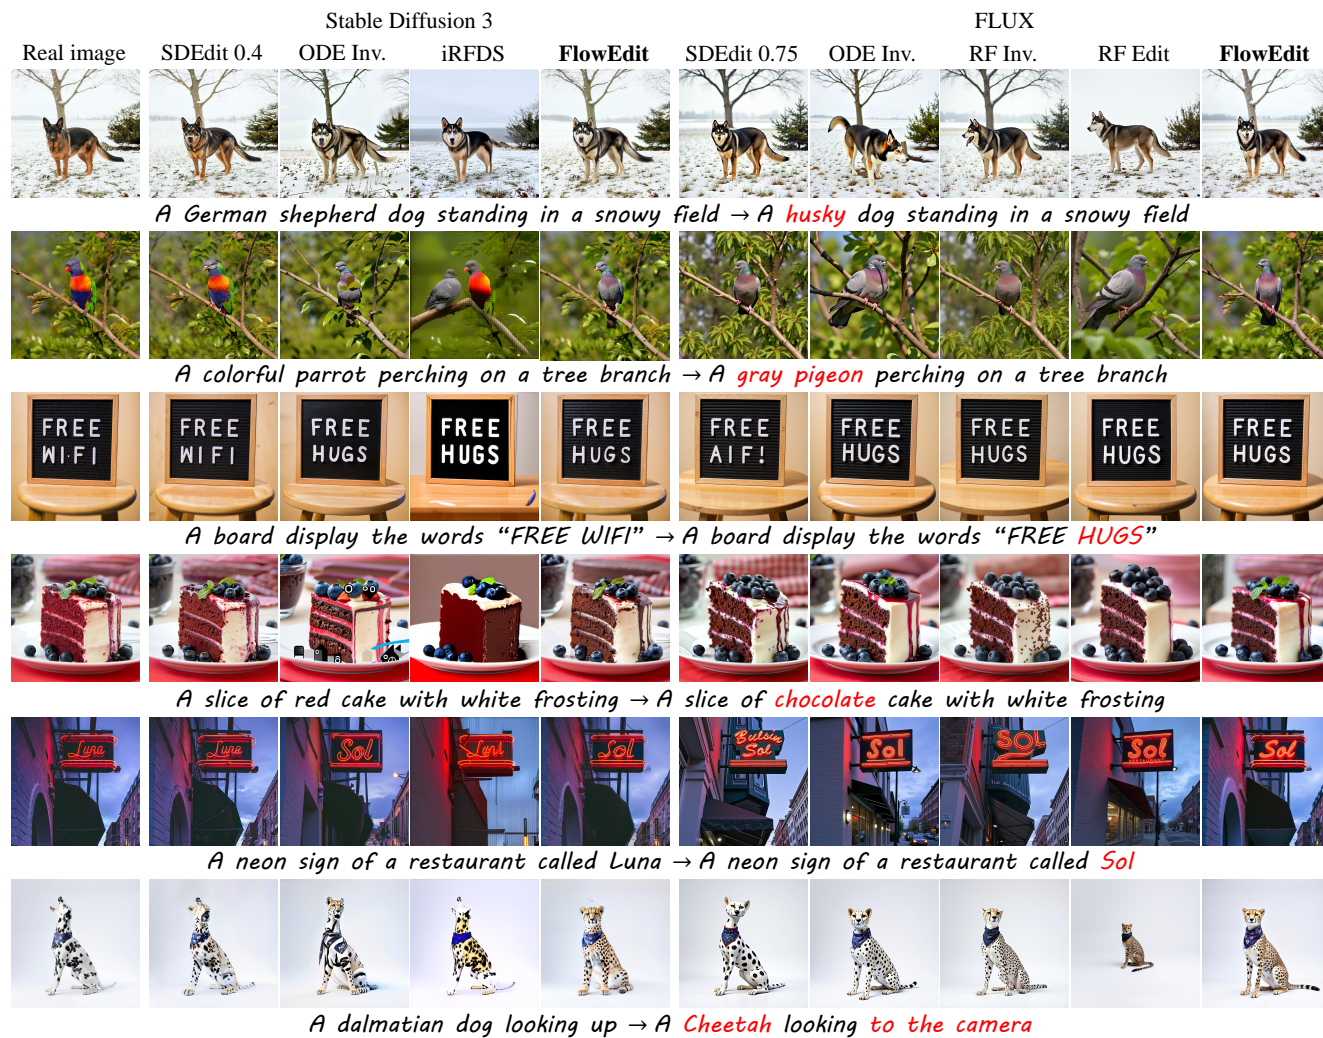 Stable Diffusion 3 FLUX
Real image SDEdit 0.4 ODE Inv. iRFDS FlowEdit SDEdit 0.75 ODE Inv. RF Inv. RF Edit FlowEdit
A German shepherd dog standing in a snowy field → A husky dog standing in a snowy field
A colorful parrot perching on a tree branch → A gray pigeon perching on a tree branch
FREE FREE FREE FREE FREE FREE FREE FREE FREE FREE
WI·FI WIFI HUGS HUGS HUGS AIF! HUGS HUGS HUGS HUGS
A board display the words “FREE WIFI” → A board display the words “FREE HUGS”
A slice of red cake with white frosting → A slice of chocolate cake with white frosting
Luna Luna Sol Luni Sol Bulsin Sol Sol SOL Sol RESTAURANT Sol
A neon sign of a restaurant called Luna → A neon sign of a restaurant called Sol
A dalmatian dog looking up → A Cheetah looking to the camera